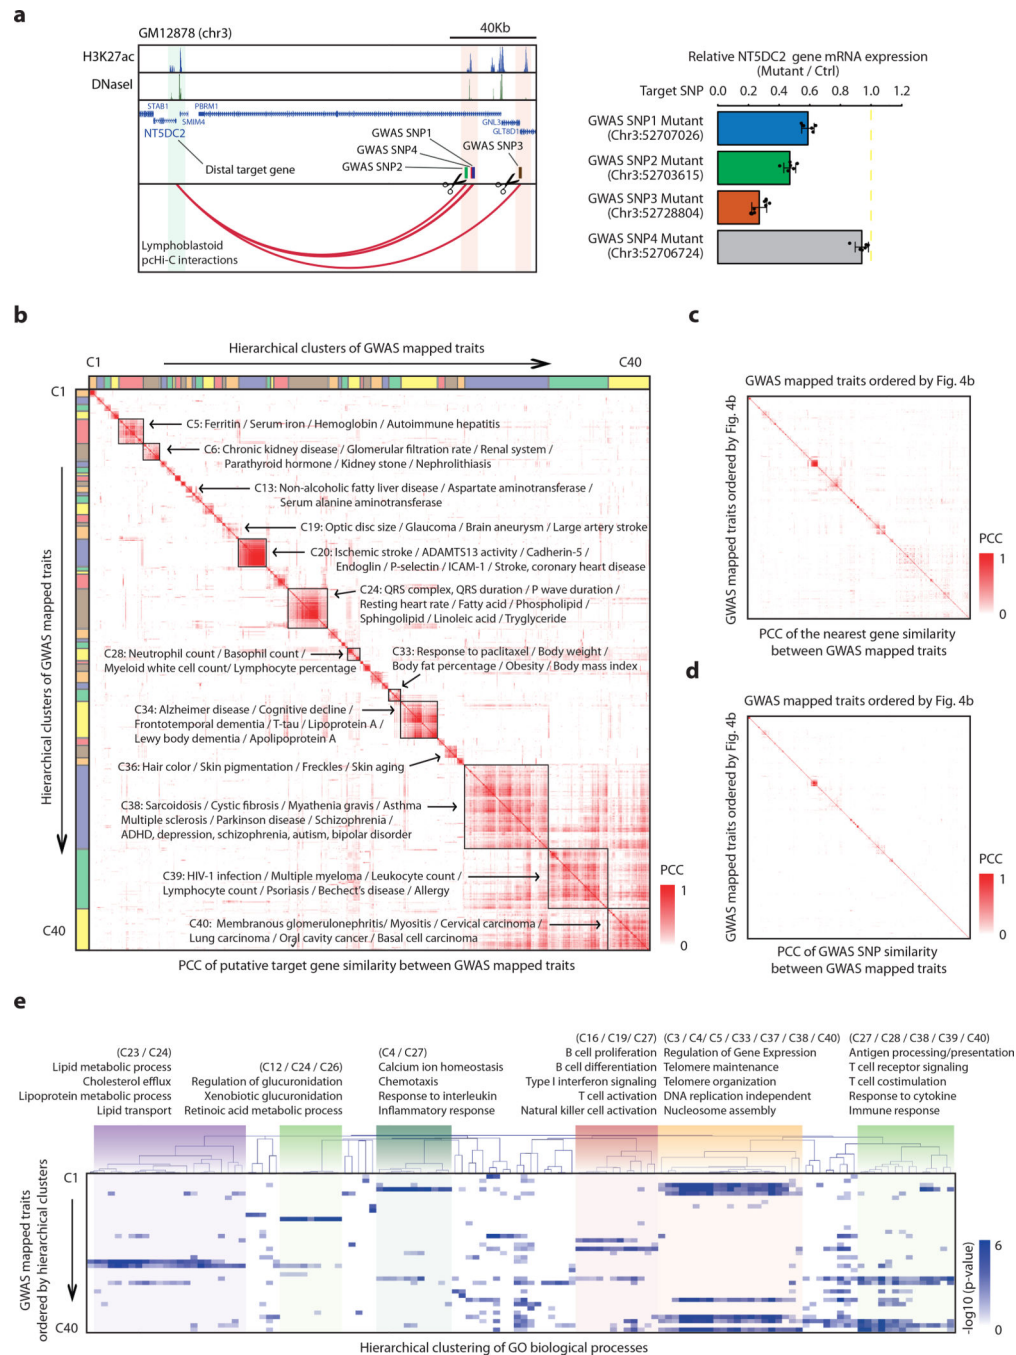 a
GM12878 (chr3)
40Kb
H3K27ac
DNaseI
STAB1
PBRM1
SMIM4
NT5DC2
GNL3
GLT8D1
GWAS SNP1
GWAS SNP4
GWAS SNP2
GWAS SNP3
Distal target gene
Lymphoblastoid
pcHi-C interactions
Relative NT5DC2 gene mRNA expression
(Mutant / Ctrl)
Target SNP
0.0 0.2 0.4 0.6 0.8 1.0 1.2
GWAS SNP1 Mutant
(Chr3:52707026)
GWAS SNP2 Mutant
(Chr3:52703615)
GWAS SNP3 Mutant
(Chr3:52728804)
GWAS SNP4 Mutant
(Chr3:52706724)
b
Hierarchical clusters of GWAS mapped traits
C1
C40
C1
Hierarchical clusters of GWAS mapped traits
C40
C5: Ferritin / Serum iron / Hemoglobin / Autoimmune hepatitis
C6: Chronic kidney disease / Glomerular filtration rate / Renal system /
Parathyroid hormone / Kidney stone / Nephrolithiasis
C13: Non-alcoholic fatty liver disease / Aspartate aminotransferase /
Serum alanine aminotransferase
C19: Optic disc size / Glaucoma / Brain aneurysm / Large artery stroke
C20: Ischemic stroke / ADAMTS13 activity / Cadherin-5 /
Endoglin / P-selectin / ICAM-1 / Stroke, coronary heart disease
C24: QRS complex, QRS duration / P wave duration /
Resting heart rate / Fatty acid / Phospholipid /
Sphingolipid / Linoleic acid / Tryglyceride
C28: Neutrophil count / Basophil count /
Myeloid white cell count / Lymphocyte percentage
C33: Response to paclitaxel / Body weight /
Body fat percentage / Obesity / Body mass index
C34: Alzheimer disease / Cognitive decline /
Frontotemporal dementia / T-tau / Lipoprotein A /
Lewy body dementia / Apolipoprotein A
C36: Hair color / Skin pigmentation / Freckles / Skin aging
C38: Sarcoidosis / Cystic fibrosis / Myathenia gravis / Asthma
Multiple sclerosis / Parkinson disease / Schizophrenia /
ADHD, depression, schizophrenia, autism, bipolar disorder
C39: HIV-1 infection / Multiple myeloma / Leukocyte count /
Lymphocyte count / Psoriasis / Bechet's disease / Allergy
C40: Membranous glomerulonephritis/ Myositis / Cervical carcinoma /
Lung carcinoma / Oral cavity cancer / Basal cell carcinoma
PCC
1
0
PCC of putative target gene similarity between GWAS mapped traits
c
GWAS mapped traits ordered by Fig. 4b
GWAS mapped traits ordered by Fig. 4b
PCC
1
0
PCC of the nearest gene similarity
between GWAS mapped traits
d
GWAS mapped traits ordered by Fig. 4b
GWAS mapped traits ordered by Fig. 4b
PCC
1
0
PCC of GWAS SNP similarity
between GWAS mapped traits
e
(C23 / C24)
Lipid metabolic process
Cholesterol efflux
Lipoprotein metabolic process
Lipid transport
(C12 / C24 / C26)
Regulation of glucuronidation
Xenobiotic glucuronidation
Retinoic acid metabolic process
(C4 / C27)
Calcium ion homeostasis
Chemotaxis
Response to interleukin
Inflammatory response
(C16 / C19 / C27)
B cell proliferation
B cell differentiation
Type I interferon signaling
T cell activation
Natural killer cell activation
(C3 / C4 / C5 / C33 / C37 / C38 / C40)
Regulation of Gene Expression
Telomere maintenance
Telomere organization
DNA replication independent
Nucleosome assembly
(C27 / C28 / C38 / C39 / C40)
Antigen processing/presentation
T cell receptor signaling
T cell costimulation
Response to cytokine
Immune response
C1
GWAS mapped traits
ordered by hierarchical clusters
C40
6
-log10 (p-value)
0
Hierarchical clustering of GO biological processes